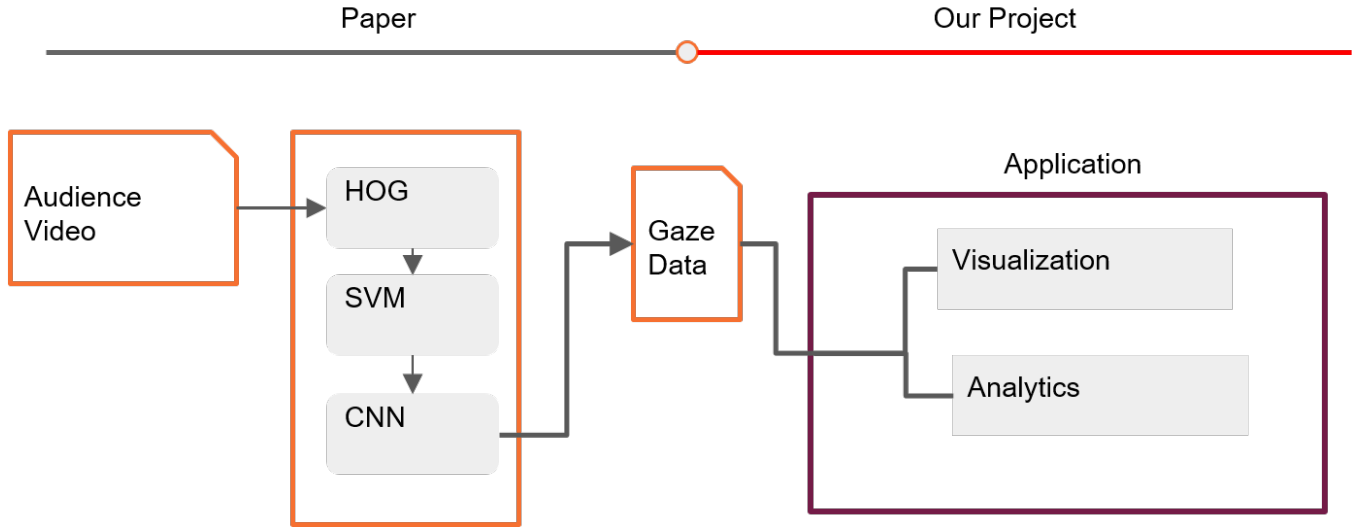 Paper
Our Project
Audience
Video
HOG
SVM
CNN
Gaze
Data
Application
Visualization
Analytics